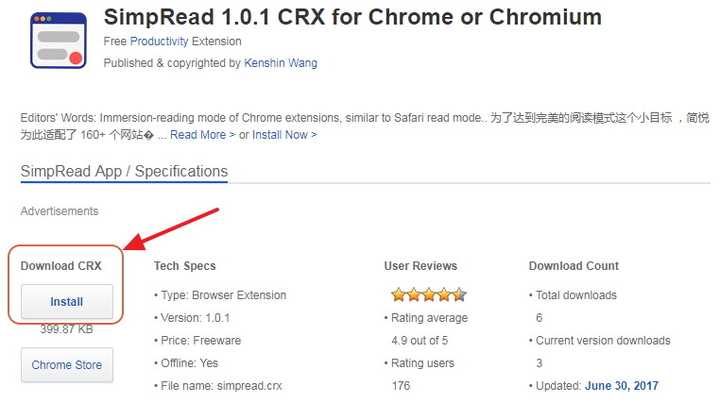 SimpRead 1.0.1 CRX for Chrome or Chromium
Free Productivity Extension
Published & copyrighted by Kenshin Wang
Editors' Words: Immersion-reading mode of Chrome extensions, similar to Safari read mode.. 为了达到完美的阅读模式这个小目标 ，简悦
为此适配了 160+ 个网站� ... Read More > or Install Now >
SimpRead App / Specifications
Advertisements
Download CRX
Install
399.87 KB
Chrome Store
Tech Specs
• Type: Browser Extension
• Version: 1.0.1
• Price: Freeware
• Offline: Yes
• File name: simpread.crx
User Reviews
• Rating average
4.9 out of 5
• Rating users
176
Download Count
• Total downloads
6
• Current version downloads
3
• Updated: June 30, 2017